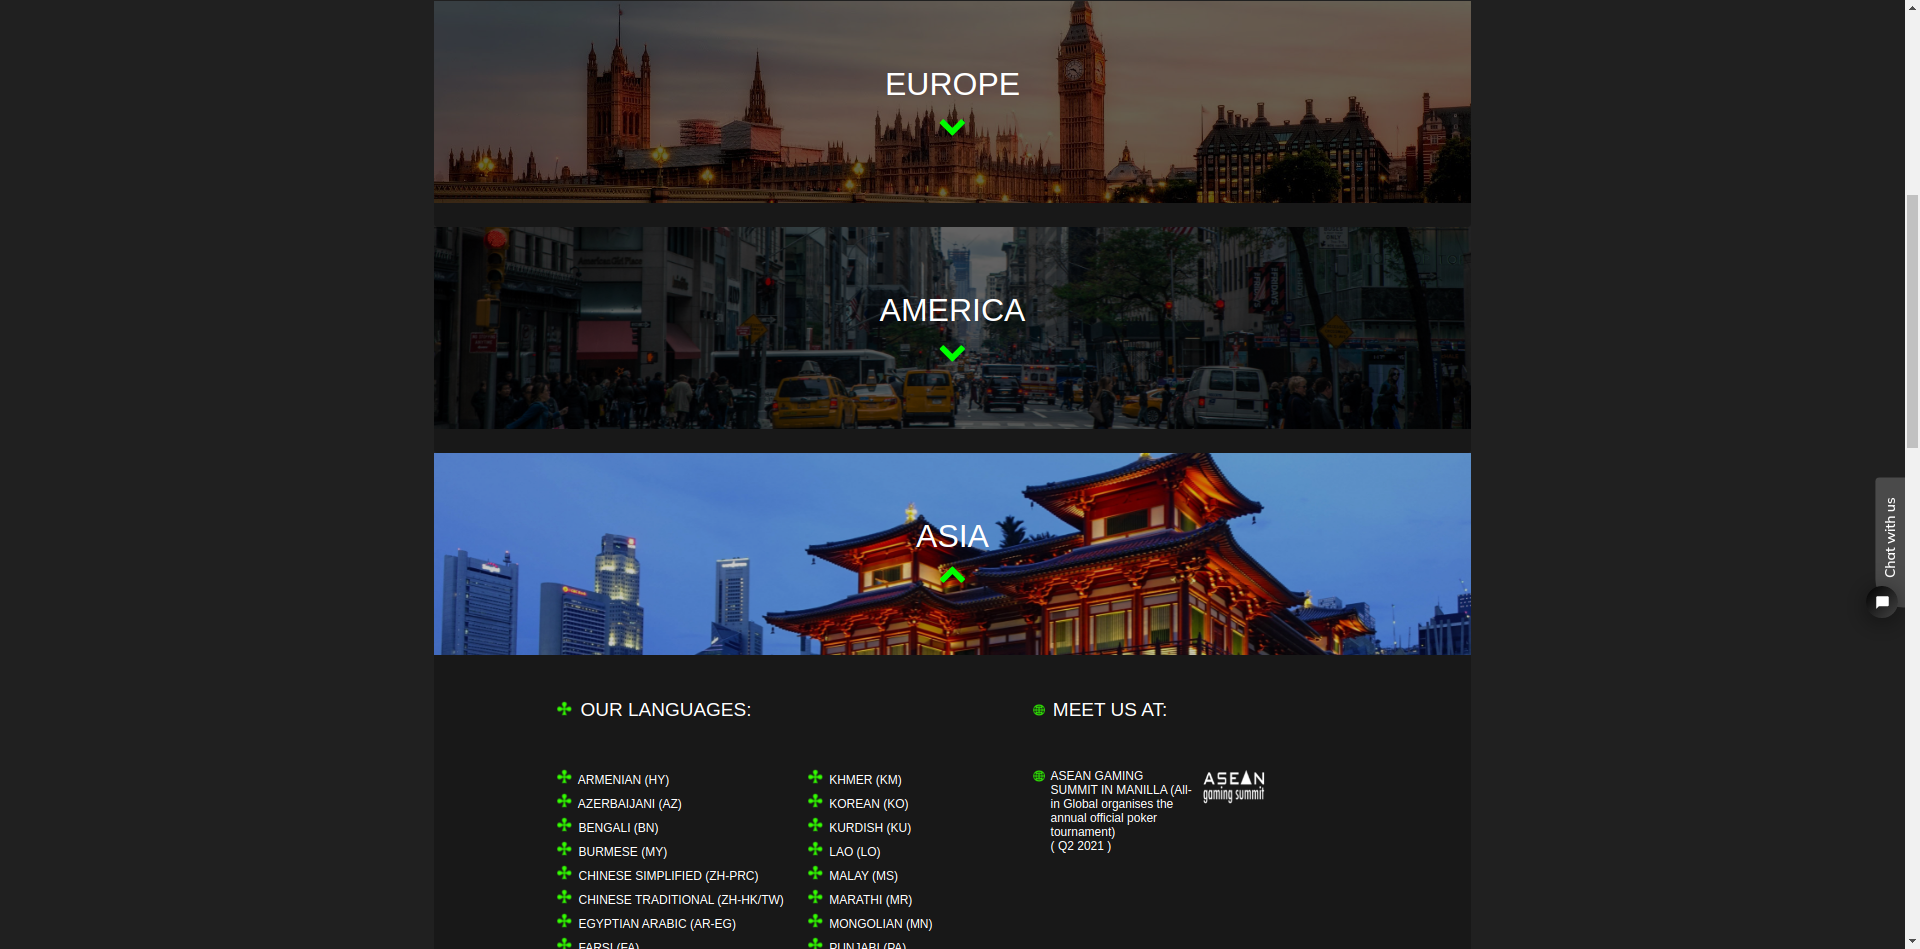 EUROPE
AMERICA
ASIA
Chat with us
OUR LANGUAGES:
ARMENIAN (HY)
AZERBAIJANI (AZ)
BENGALI (BN)
BURMESE (MY)
CHINESE SIMPLIFIED (ZH-PRC)
CHINESE TRADITIONAL (ZH-HK/TW)
EGYPTIAN ARABIC (AR-EG)
FARSI (FA)
KHMER (KM)
KOREAN (KO)
KURDISH (KU)
LAO (LO)
MALAY (MS)
MARATHI (MR)
MONGOLIAN (MN)
PUNJABI (PA)
MEET US AT:
ASEAN GAMING
SUMMIT IN MANILLA (All-
in Global organises the
annual official poker
tournament)
( Q2 2021 )
ASEAN
gaming summit